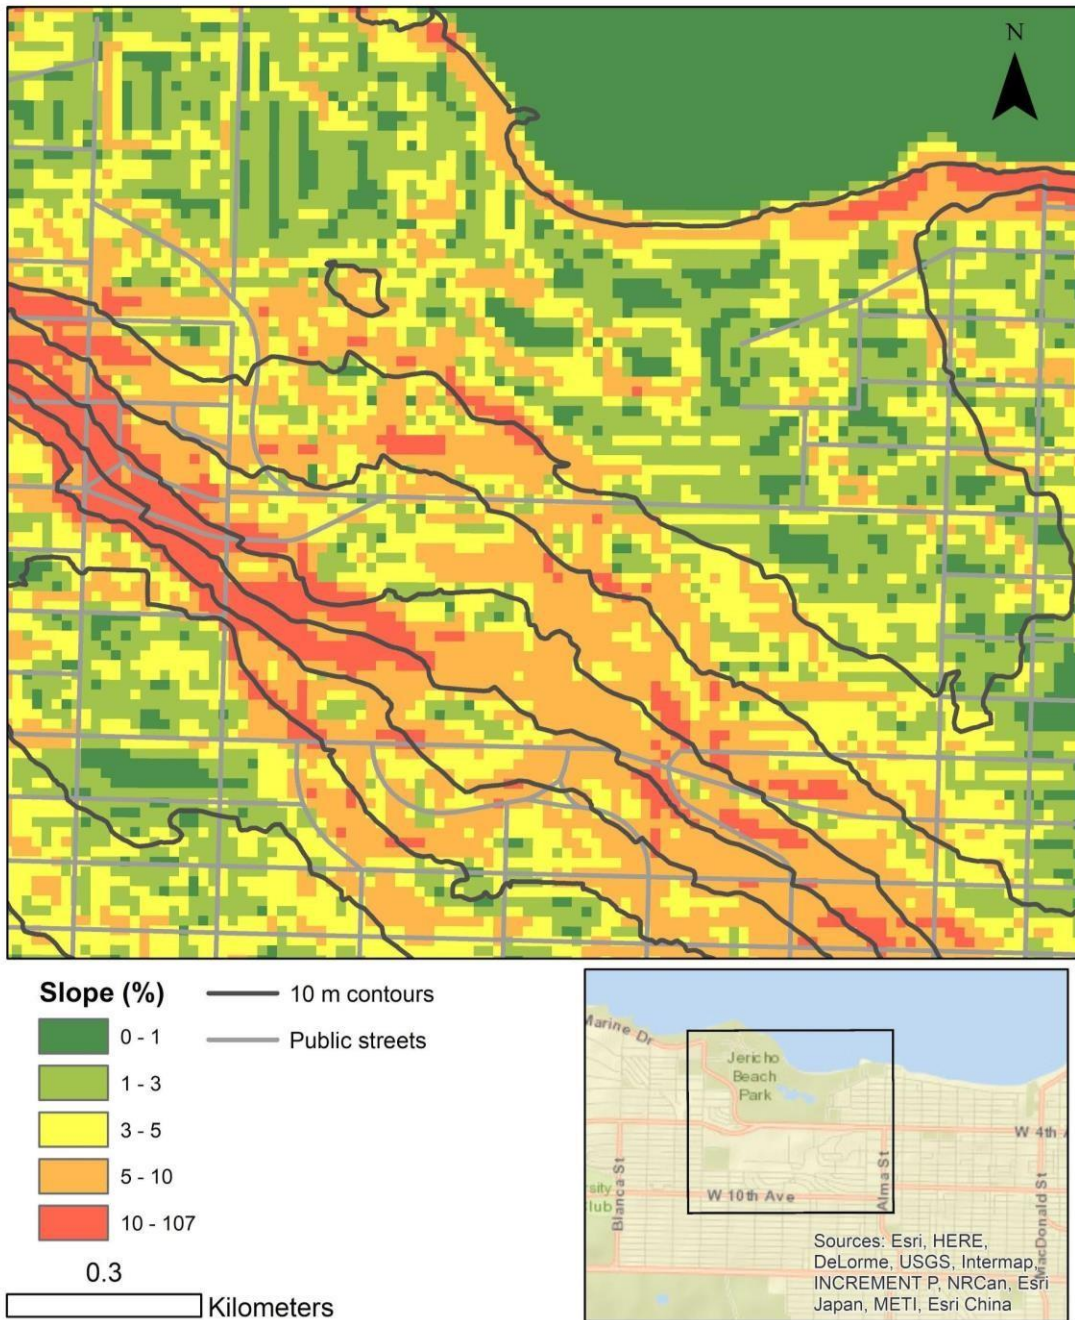 N
Slope (%)
0 - 1
1 - 3
3 - 5
5 - 10
10 - 107
10 m contours
Public streets
0.3
Kilometers
Marine Dr
Jericho
Beach
Park
W 4th
Blanca St
W 10th Ave
Alma St
MacDonald St
rsity
lub
Sources: Esri, HERE,
DeLorme, USGS, Intermap,
INCREMENT P, NRCan, Esri
Japan, METI, Esri China